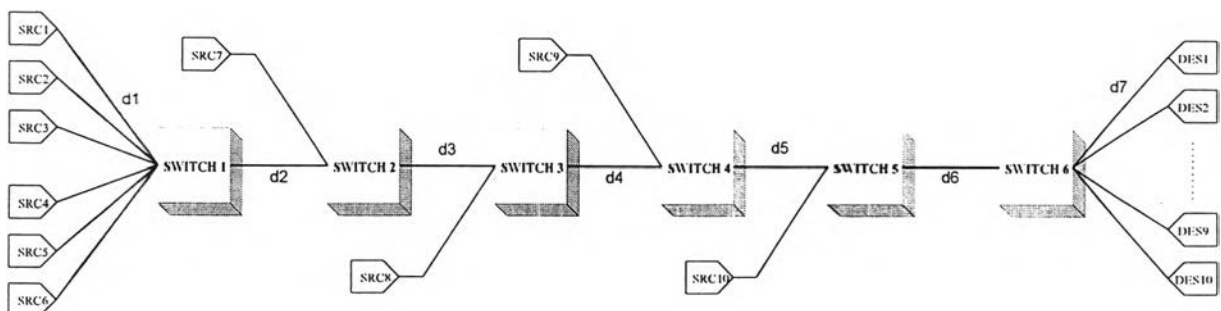 SRC1
SRC2
SRC3
SRC4
SRC5
SRC6
d1
SRC7
SWITCH 1
d2
SWITCH 2
d3
SRC8
SWITCH 3
d4
SRC9
SWITCH 4
d5
SRC10
SWITCH 5
d6
SWITCH 6
d7
DES1
DES2
DES9
DES10